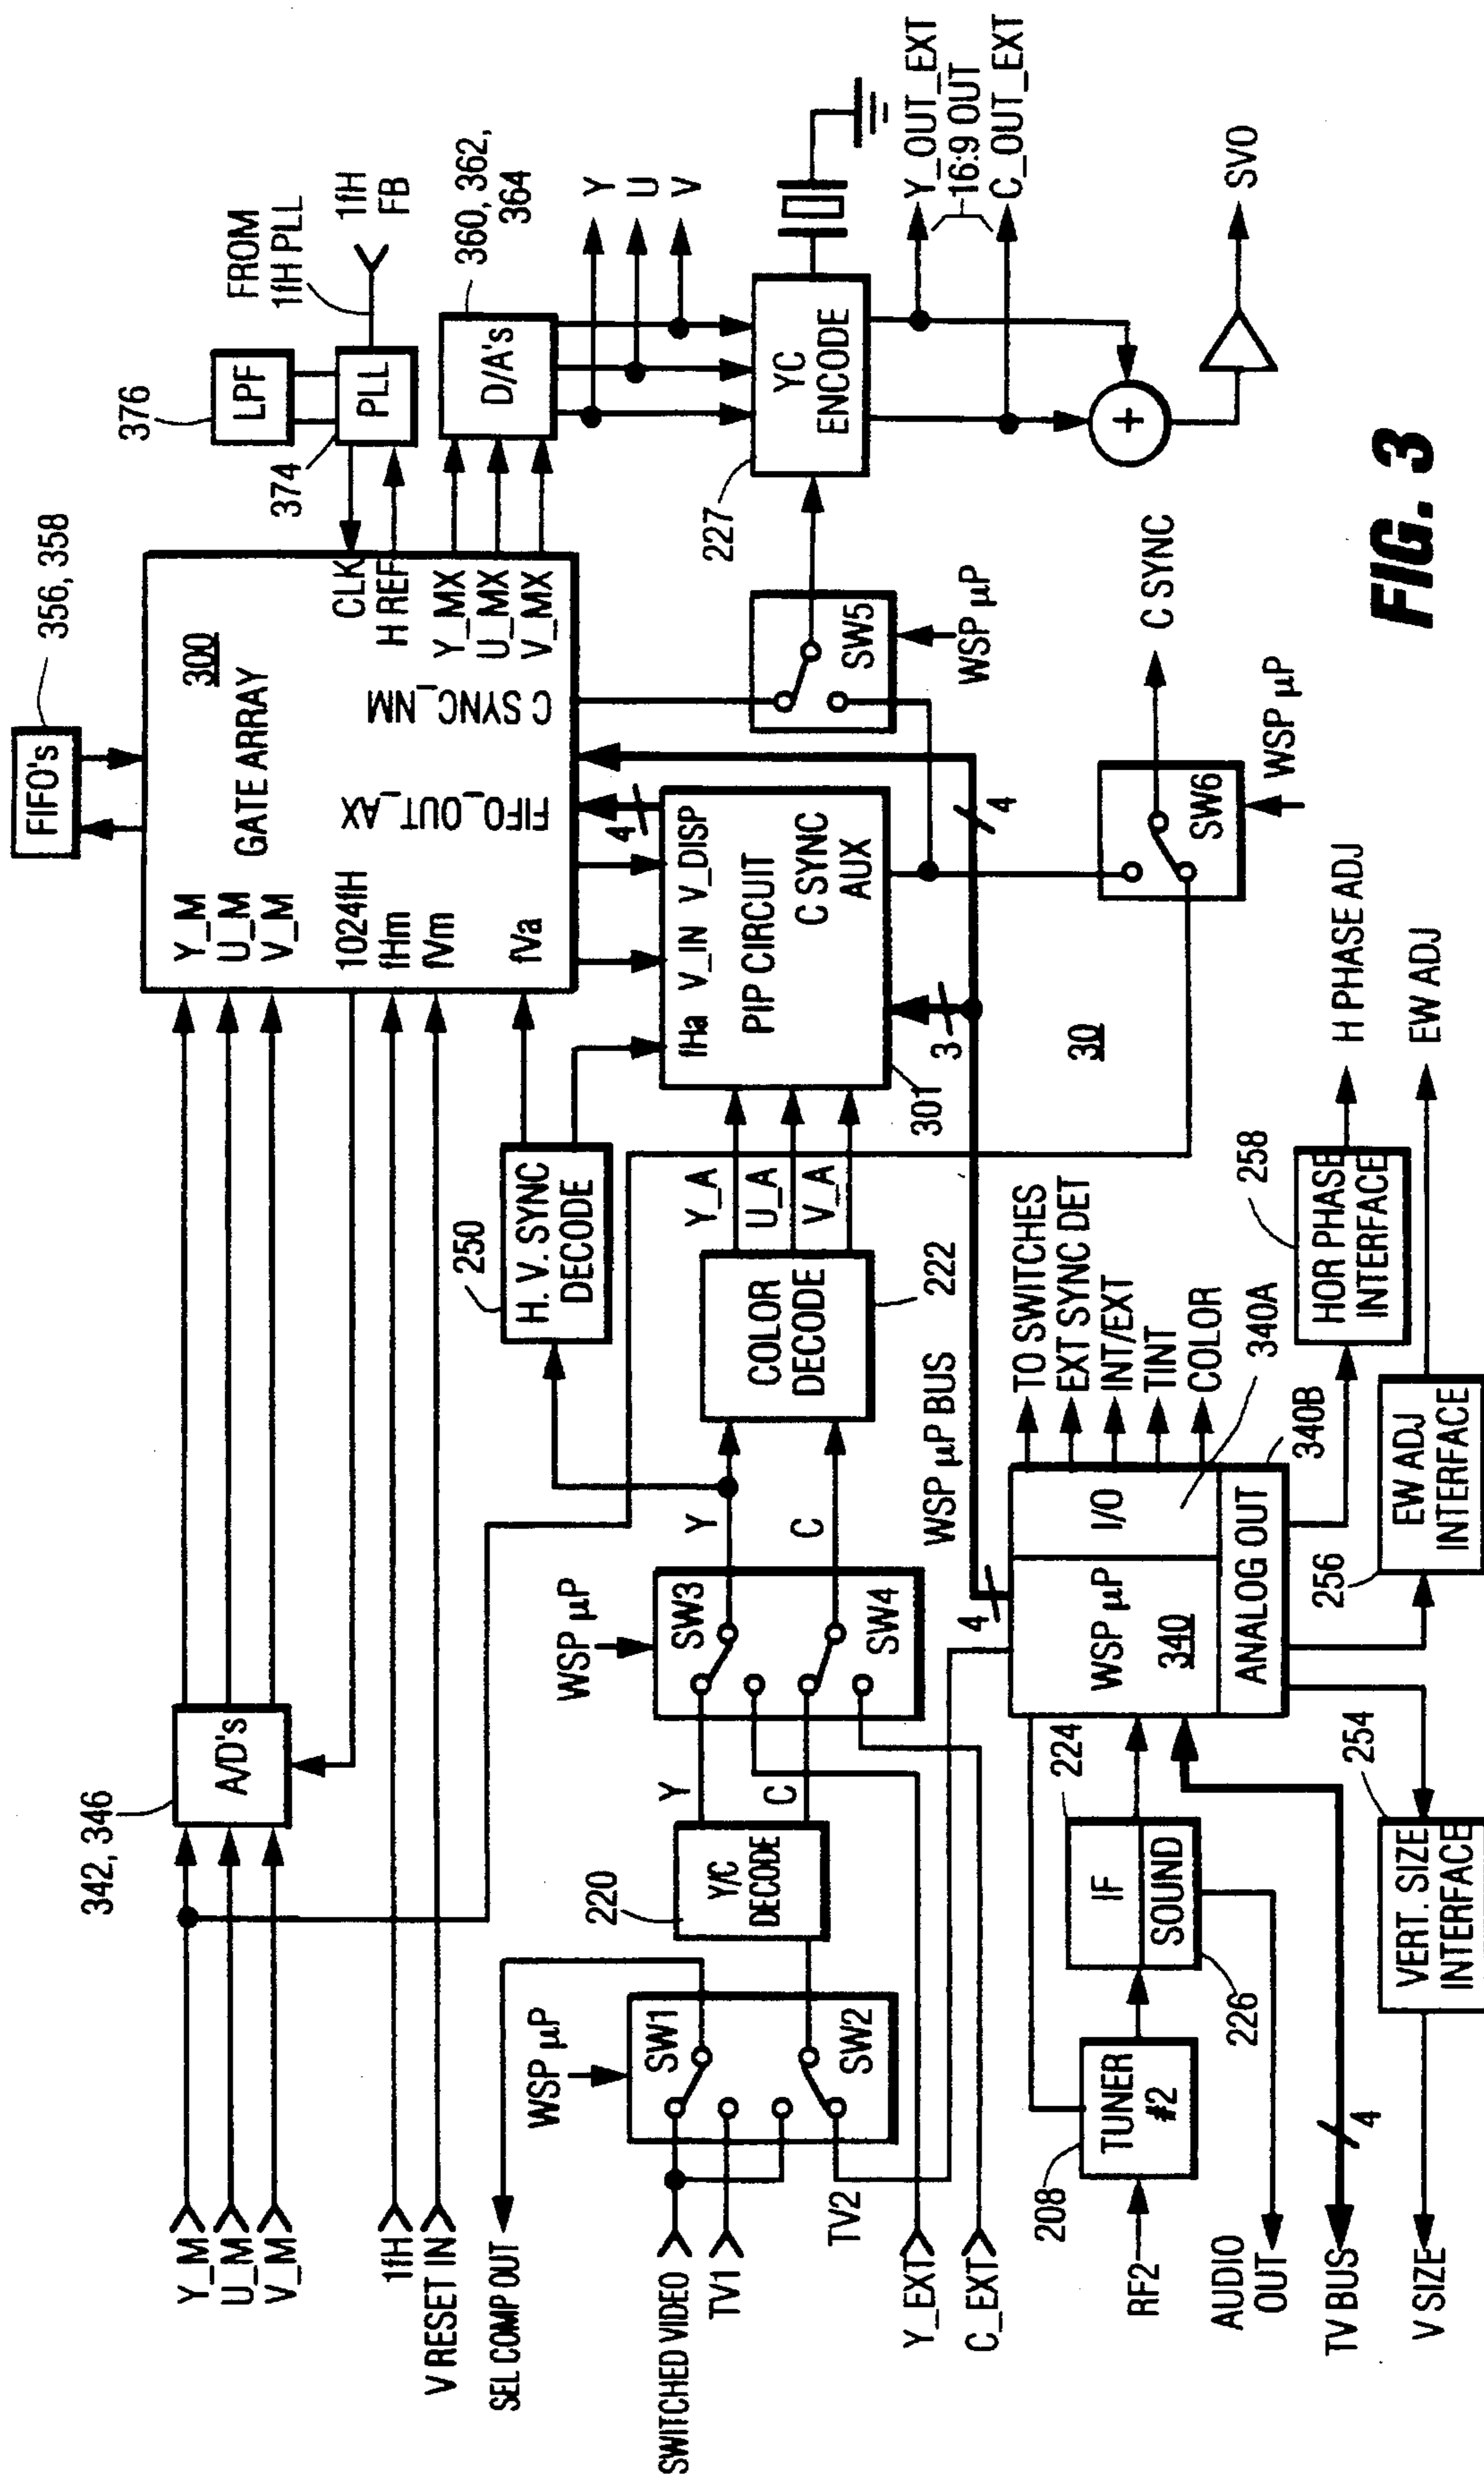 FIFO's
356, 358
376
LPF
FROM
1fH PLL
374
PLL
1fH
FB
300
GATE ARRAY
Y_M
U_M
V_M
1024fH
fHm
fVm
fVa
CLK
H REF
Y_MX
U_MX
V_MX
FIFO_OUT_AX
C SYNC_NM
D/A's
360, 362,
364
Y
U
V
342, 346
A/D's
Y_M
U_M
V_M
1fH
V RESET IN
SEL COMP OUT
250
H. V. SYNC
DECODE
fHa
V_IN
V_DISP
PIP CIRCUIT
C SYNC
AUX
301
4
3
4
SW5
WSP µP
227
YC
ENCODE
Y_OUT_EXT
16:9 OUT
C_OUT_EXT
+
SVO
SWITCHED VIDEO
TV1
TV2
WSP µP
SW1
SW2
220
Y/C
DECODE
Y
C
WSP µP
SW3
SW4
Y
C
COLOR
DECODE
222
Y_A
U_A
V_A
Y_EXT
C_EXT
WSP µP BUS
30
SW6
WSP µP
C SYNC
RF2
208
TUNER
#2
224
IF
SOUND
226
AUDIO
OUT
TV BUS
4
WSP µP
340
I/O
ANALOG OUT
4
TO SWITCHES
EXT SYNC DET
INT/EXT
TINT
COLOR
340A
340B
258
HOR PHASE
INTERFACE
H PHASE ADJ
256
EW ADJ
INTERFACE
EW ADJ
254
VERT. SIZE
INTERFACE
V SIZE
FIG. 3